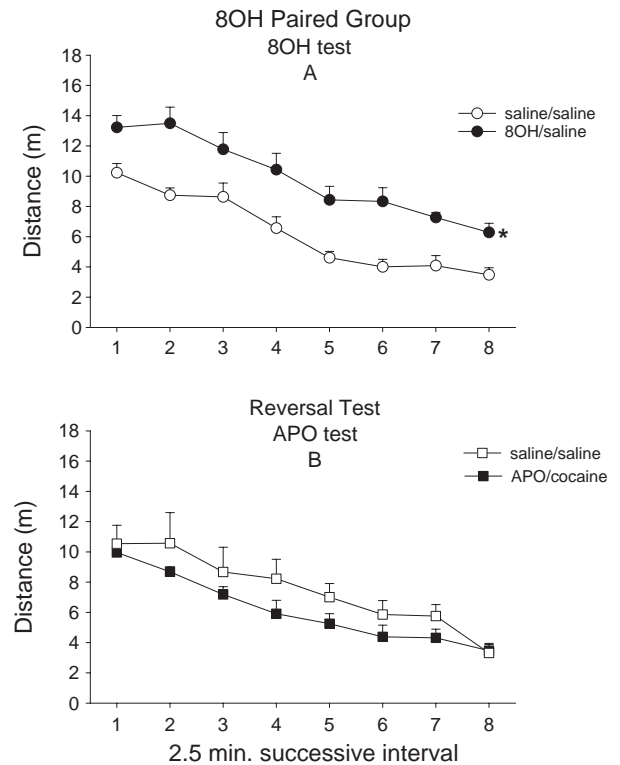 8OH Paired Group
8OH test
A
18
16
14
12
10
8
6
4
2
0
Distance (m)
saline/saline
8OH/saline
*
1 2 3 4 5 6 7 8
Reversal Test
APO test
B
18
16
14
12
10
8
6
4
2
0
Distance (m)
saline/saline
APO/cocaine
1 2 3 4 5 6 7 8
2.5 min. successive interval